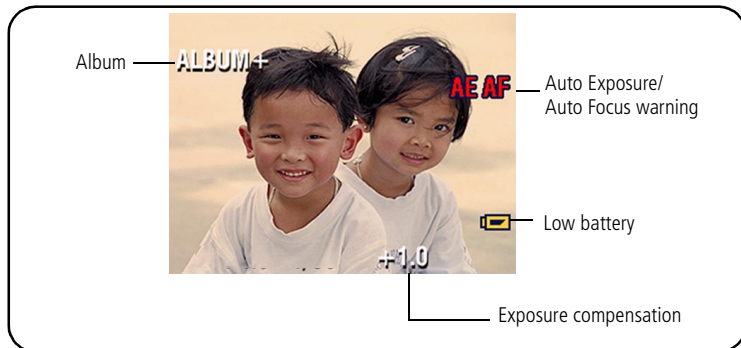 Album
ALBUM+
AE AF
Auto Exposure/
Auto Focus warning
Low battery
+1.0
Exposure compensation